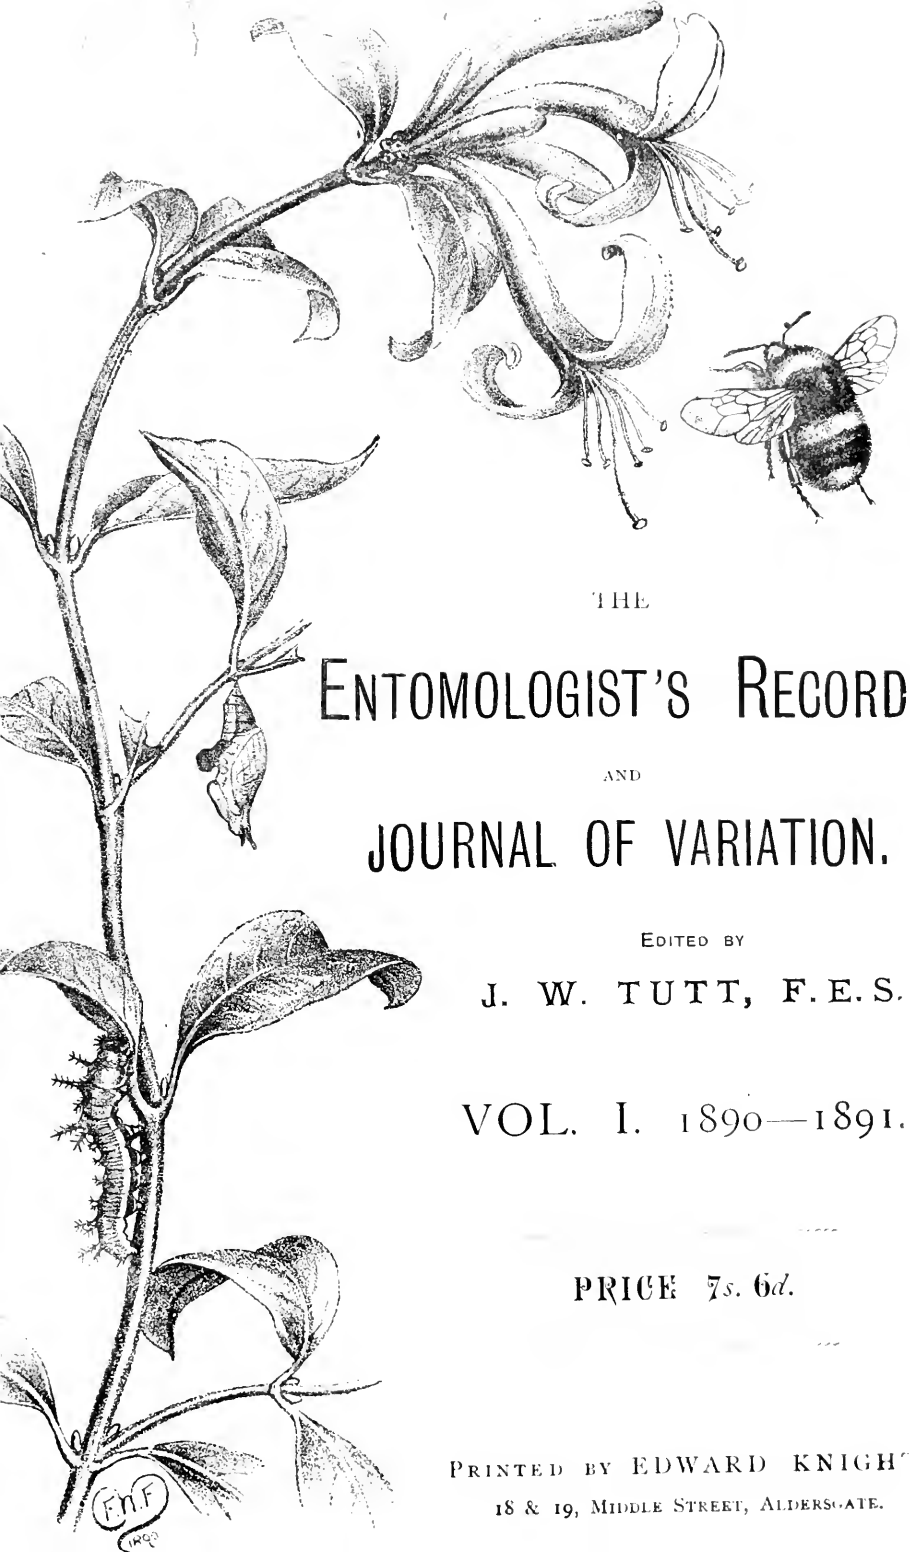 THE
ENTOMOLOGIST'S RECORD
AND
JOURNAL OF VARIATION.
EDITED BY
J. W. TUTT, F.E.S.
VOL. I. 1890—1891.
PRICE 7s. 6d.
PRINTED BY EDWARD KNIGHT
18 & 19, MIDDLE STREET, ALDERSGATE.
F.n.F
1890